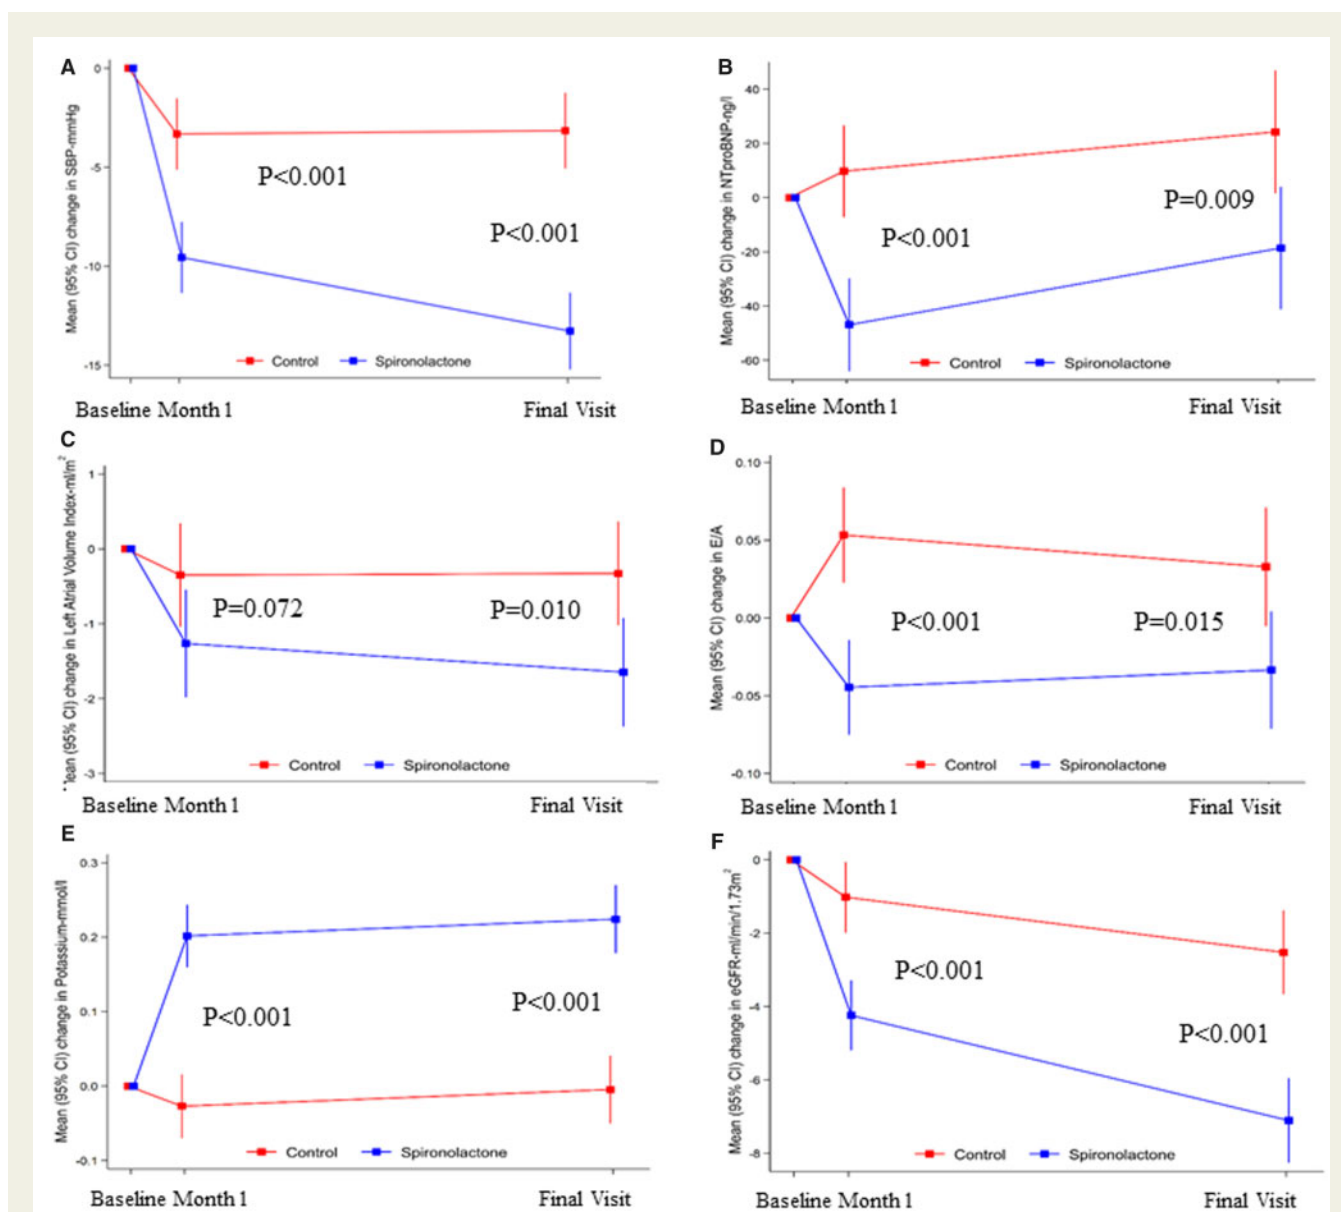 A
Mean (95% CI) change in SBP-mmHg
0
-5
-10
-15
P<0.001
P<0.001
Control
Spironolactone
Baseline Month 1
Final Visit
B
Mean (95% CI) change in NTproBNP-ng/l
40
20
0
-20
-40
-60
P<0.001
P=0.009
Control
Spironolactone
Baseline Month 1
Final Visit
C
ean (95% CI) change in Left Atrial Volume Index-ml/m²
1
0
-1
-2
-3
P=0.072
P=0.010
Control
Spironolactone
Baseline Month 1
Final Visit
D
Mean (95% CI) change in E/A
0.10
0.05
0.00
-0.05
-0.10
P<0.001
P=0.015
Control
Spironolactone
Baseline Month 1
Final Visit
E
Mean (95% CI) change in Potassium-mmol/l
0.3
0.2
0.1
0.0
-0.1
P<0.001
P<0.001
Control
Spironolactone
Baseline Month 1
Final Visit
F
Mean (95% CI) change in eGFR-ml/min/1.73m²
0
-2
-4
-6
-8
P<0.001
P<0.001
Control
Spironolactone
Baseline Month 1
Final Visit